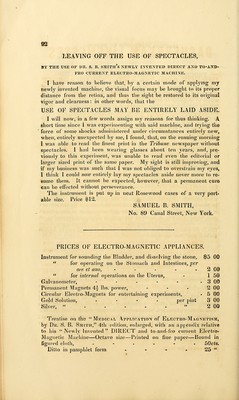 92
LEAVING OFF THE USE OF SPECTACLES,
BY THE USE OF DR. S. B. SMITH'S NEWLY INVENTED DIRECT AND TO-AND-
FRO CURRENT ELECTRO-MAGNETIC MACHINE.
I have reason to believe that, by a certain mode of applying my
newly invented machine, the visual focus may be brought to its proper
distance from the retina, and thus the sight be restored to its original
vigor and clearness: in other words, that the
USE OF SPECTACLES MAY BE ENTIRELY LAID ASIDE.
I will now, in a few words assign my reasons for thus thinking. A
short time since I was experimenting with said machine, and trying the
force of some shocks administered under circumstances entirely new,
when, entirely unexpected by me, I found, that, on the ensuing morning
I was able to read the finest print in the Tribune newspaper without
spectacles. I had been wearing glasses about ten years, and, pre-
viously to this experiment, was unable to read even the editorial or
larger sized print of the same paper. My sight is still improving, and
if my business was such that I was not obliged to overstrain my eyes,
I think I could now entirely lay my spectacles aside never more to re-
sume them. It cannot be expected, however, that a permanent cure
can be effected without perseverance.
The instrument is put up in neat Rosewood cases of a very port-
able size. Price $12.
SAMUEL B. SMITH,
No. 89 Canal Street, New York.
PRICES OF ELECTRO-MAGNETIC APPLIANCES.
Instrument for sounding the Bladder, and dissolving the stone, $5 00
" for operating on the Stomach and Intestines, per
ore et ano, - - 2 00
" for internal operations on the Uterus, - 1 50
Galvanometer, - - - 3 00
Permanent Magnets 4½ lbs. power, - - 2 00
Circular Electro-Magnets for entertaining experiments, - 5 00
Gold Solution, - - per pint 3 00
Silver, " - - " 2 00
Treatise on the "MEDICAL APPLICATION of ELECTRO-MAGNETISM,
by Dr. S. B. SMITH," 4th edition, enlarged, with an appendix relative
to his "Newly Invented" DIRECT and to-and-fro current Electro-
Magnetic Machine—Octavo size—Printed on fine paper—Bound in
figured cloth, - - 50cts.
Ditto in pamphlet form - - 25 "